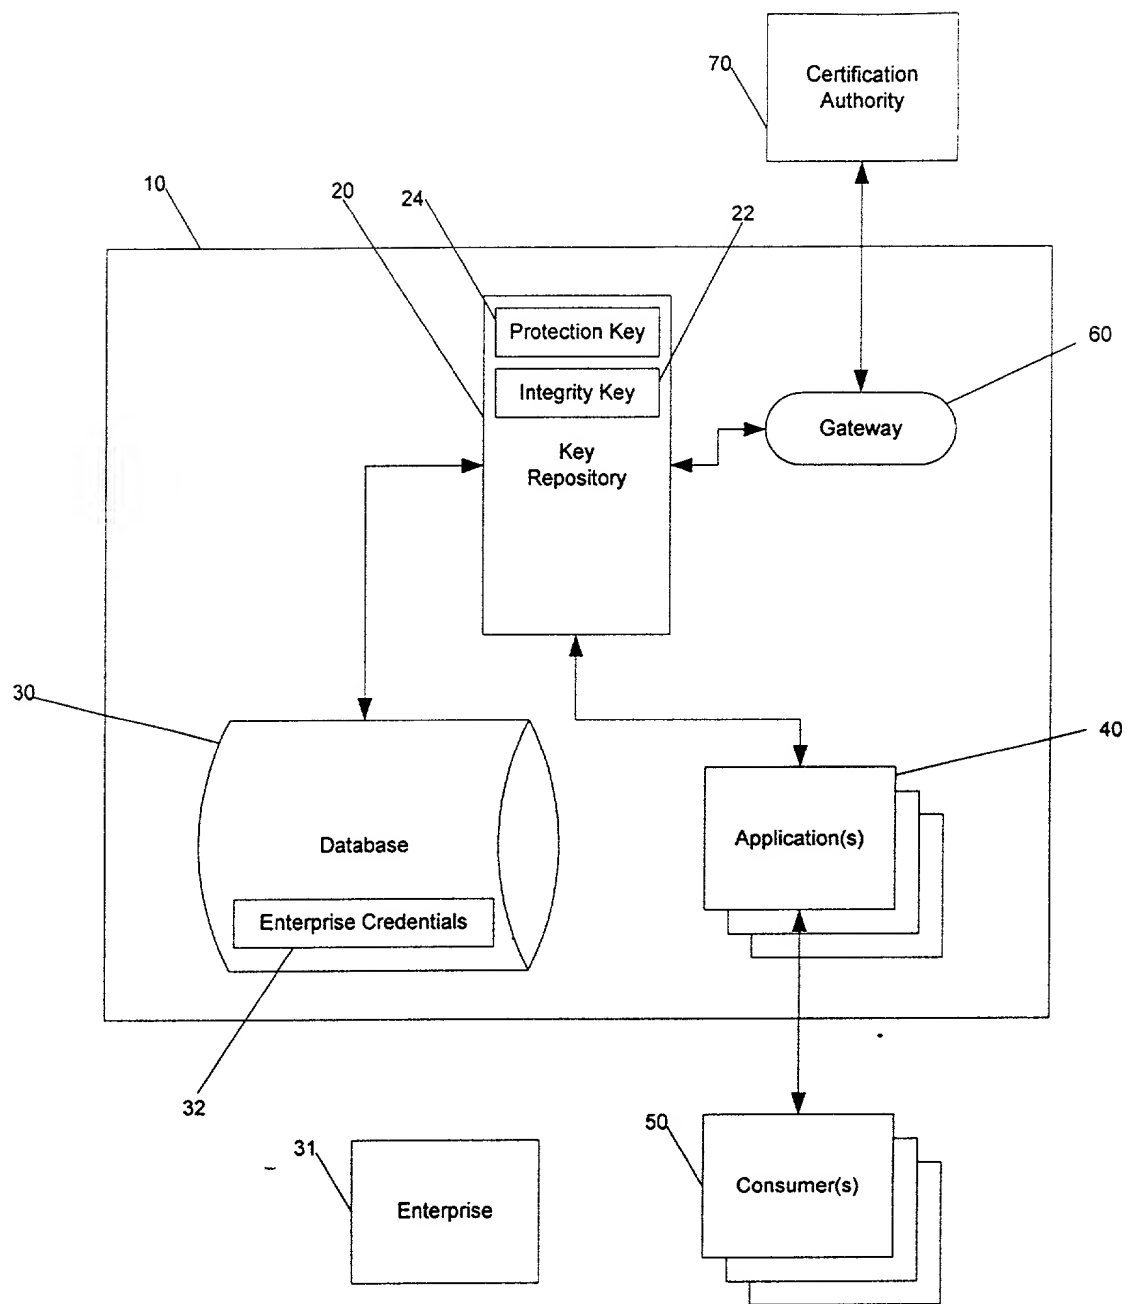 70
Certification
Authority
10
20
24
22
Protection Key
60
Integrity Key
Gateway
Key
Repository
30
40
Database
Application(s)
Enterprise Credentials
32
31
50
Enterprise
Consumer(s)